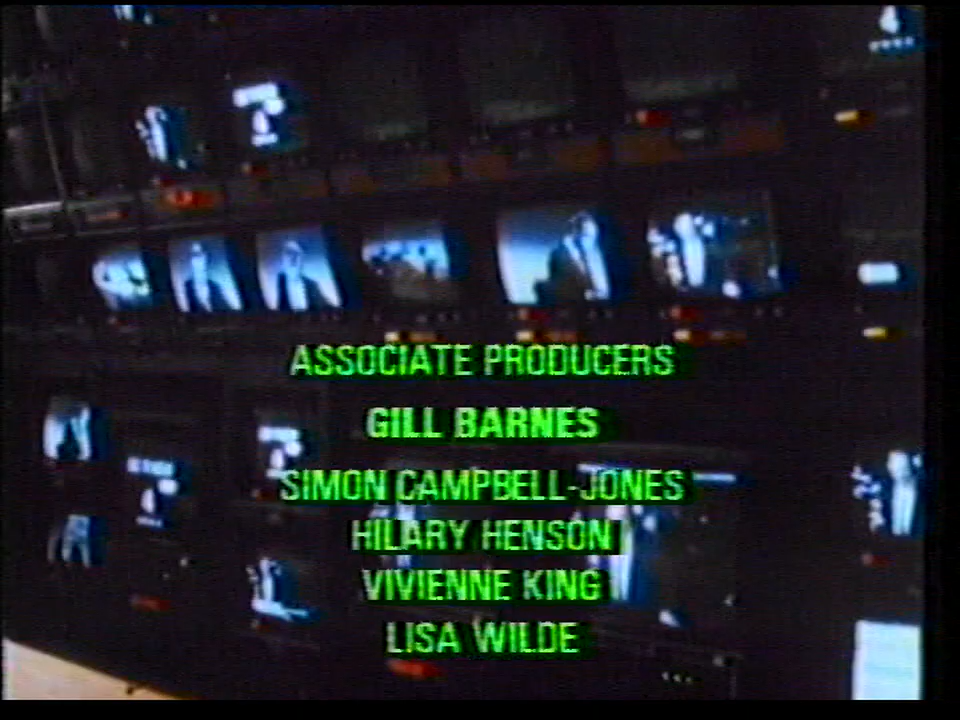 ASSOCIATE PRODUCERS
GILL BARNES
SIMON CAMPBELL-JONES
HILARY HENSON
VIVIENNE KING
LISA WILDE